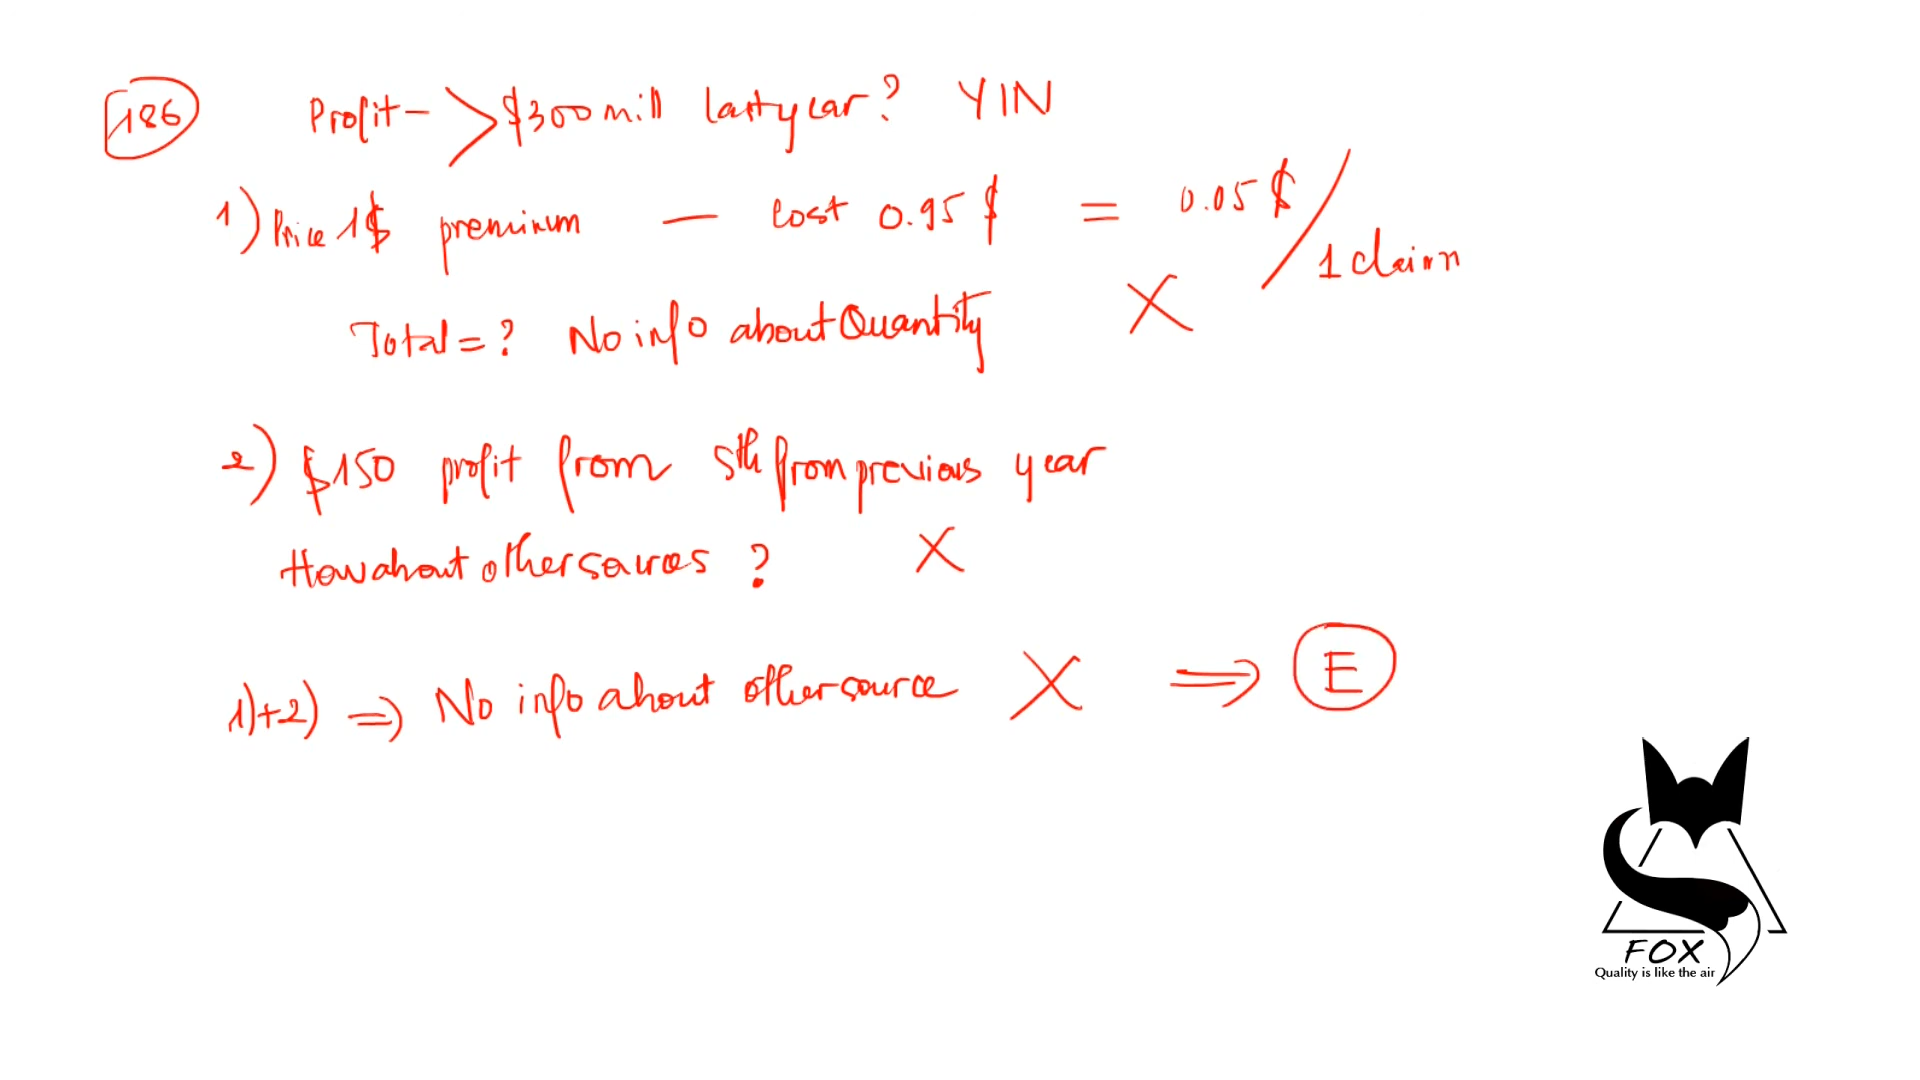 186 Profit - > $300 mill last year? Y/N
1) Price 1$ premium — cost 0.95 $ = 0.05 $ / 1 claim
Total = ? No info about Quantity X
2) $150 profit from 5th from previous year
How about other sources ? X
1)+2) ⇒ No info about other source X ⇒ E
FOX
Quality is like the air